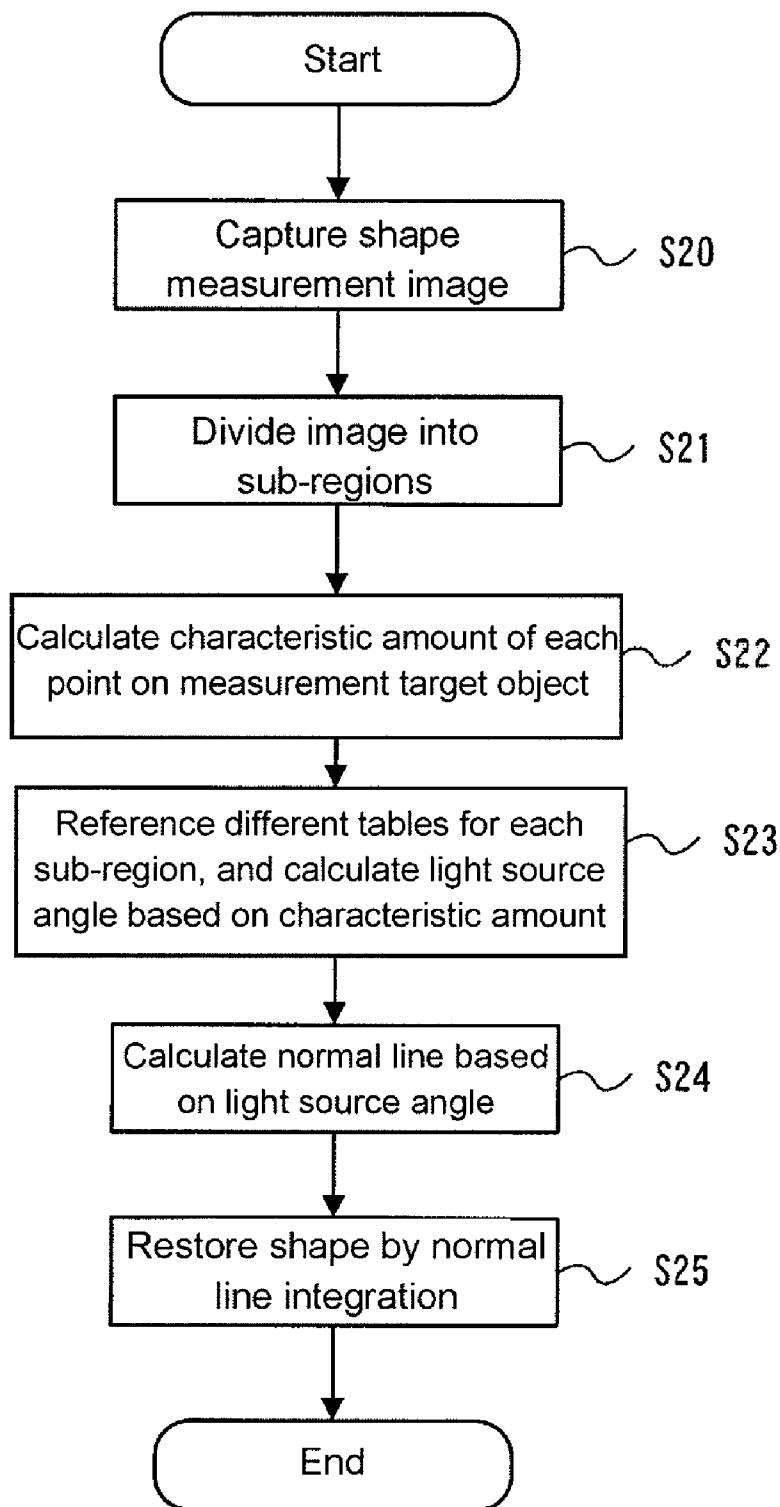 Start
Capture shape
measurement image
S20
Divide image into
sub-regions
S21
Calculate characteristic amount of each
point on measurement target object
S22
Reference different tables for each
sub-region, and calculate light source
angle based on characteristic amount
S23
Calculate normal line based
on light source angle
S24
Restore shape by normal
line integration
S25
End